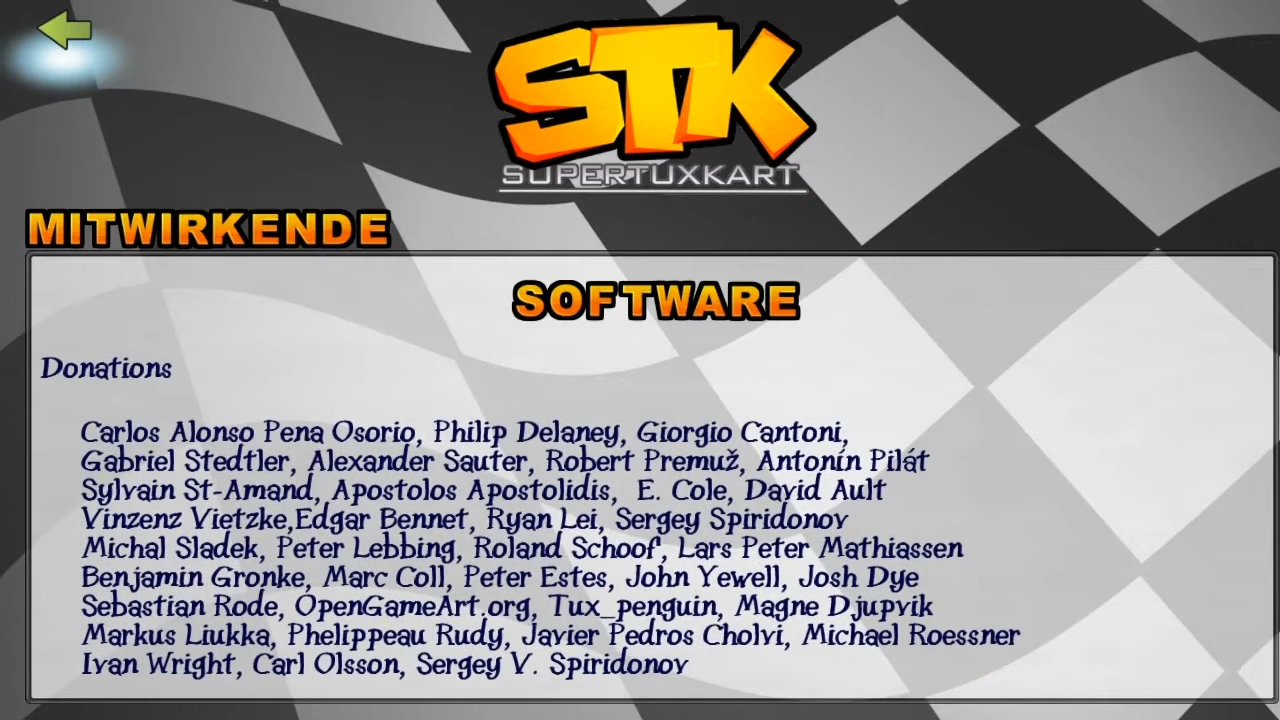 STK
SUPERTUXKART
MITWIRKENDE
SOFTWARE
Donations
Carlos Alonso Pena Osorio, Philip Delaney, Giorgio Cantoni,
Gabriel Stedtler, Alexander Sauter, Robert Premuž, Antonín Pilát
Sylvain St-Amand, Apostolos Apostolidis,  E. Cole, David Ault
Vinzenz Vietzke,Edgar Bennet, Ryan Lei, Sergey Spiridonov
Michal Sladek, Peter Lebbing, Roland Schoof, Lars Peter Mathiassen
Benjamin Gronke, Marc Coll, Peter Estes, John Yewell, Josh Dye
Sebastian Rode, OpenGameArt.org, Tux_penguin, Magne Djupvik
Markus Liukka, Phelippeau Rudy, Javier Pedros Cholvi, Michael Roessner
Ivan Wright, Carl Olsson, Sergey V. Spiridonov